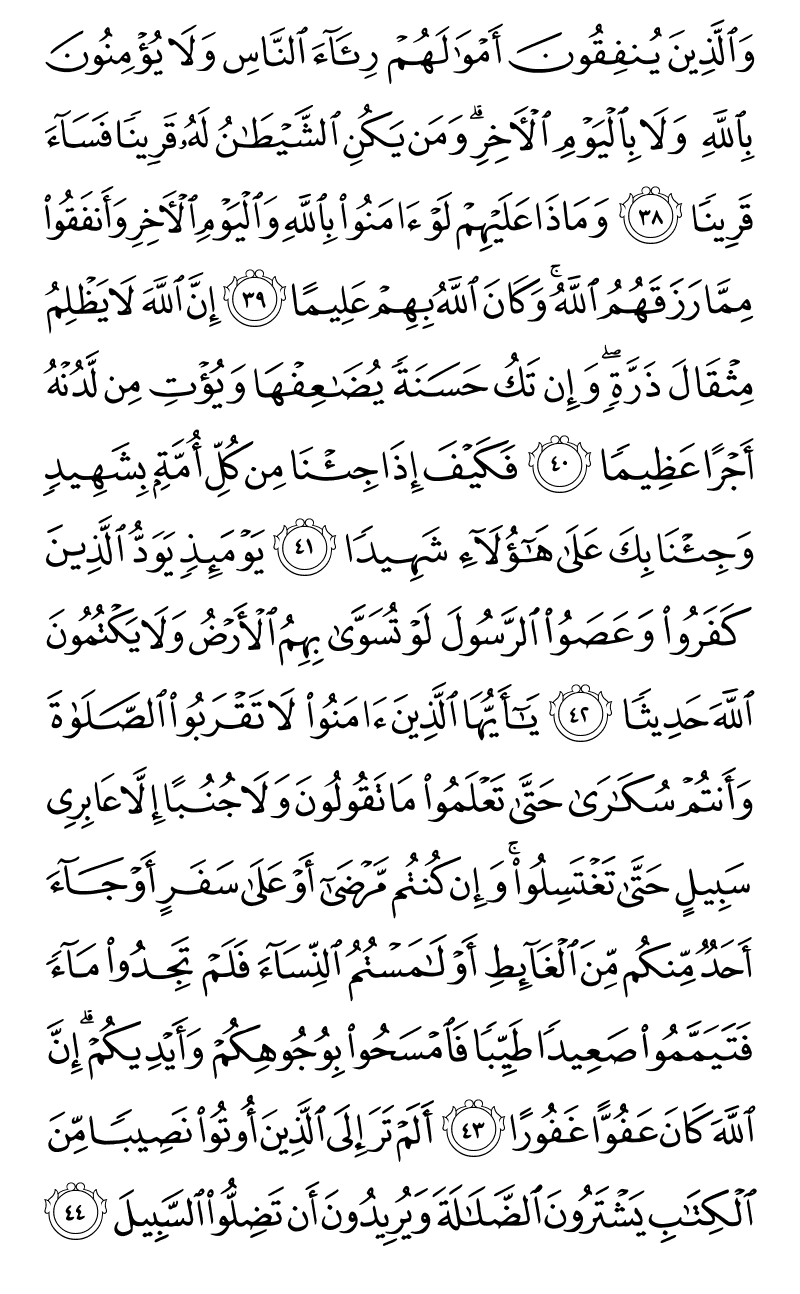 وَٱلَّذِينَ يُنفِقُونَ أَمْوَٰلَهُمْ رِئَآءَ ٱلنَّاسِ وَلَا يُؤْمِنُونَ
بِٱللَّهِ وَلَا بِٱلْيَوْمِ ٱلْـَٔاخِرِ ۗ وَمَن يَكُنِ ٱلشَّيْطَـٰنُ لَهُۥ قَرِينًا فَسَآءَ
قَرِينًا ٣٨ وَمَاذَا عَلَيْهِمْ لَوْ ءَامَنُوا۟ بِٱللَّهِ وَٱلْيَوْمِ ٱلْـَٔاخِرِ وَأَنفَقُوا۟
مِمَّا رَزَقَهُمُ ٱللَّهُ ۚ وَكَانَ ٱللَّهُ بِهِمْ عَلِيمًا ٣٩ إِنَّ ٱللَّهَ لَا يَظْلِمُ
مِثْقَالَ ذَرَّةٍ ۖ وَإِن تَكُ حَسَنَةً يُضَـٰعِفْهَا وَيُؤْتِ مِن لَّدُنْهُ
أَجْرًا عَظِيمًا ٤٠ فَكَيْفَ إِذَا جِئْنَا مِن كُلِّ أُمَّةٍۭ بِشَهِيدٍ
وَجِئْنَا بِكَ عَلَىٰ هَـٰٓؤُلَآءِ شَهِيدًا ٤١ يَوْمَئِذٍ يَوَدُّ ٱلَّذِينَ
كَفَرُوا۟ وَعَصَوُا۟ ٱلرَّسُولَ لَوْ تُسَوَّىٰ بِهِمُ ٱلْأَرْضُ وَلَا يَكْتُمُونَ
ٱللَّهَ حَدِيثًا ٤٢ يَـٰٓأَيُّهَا ٱلَّذِينَ ءَامَنُوا۟ لَا تَقْرَبُوا۟ ٱلصَّلَوٰةَ
وَأَنتُمْ سُكَـٰرَىٰ حَتَّىٰ تَعْلَمُوا۟ مَا تَقُولُونَ وَلَا جُنُبًا إِلَّا عَابِرِى
سَبِيلٍ حَتَّىٰ تَغْتَسِلُوا۟ ۚ وَإِن كُنتُم مَّرْضَىٰٓ أَوْ عَلَىٰ سَفَرٍ أَوْ جَآءَ
أَحَدٌ مِّنكُم مِّنَ ٱلْغَآئِطِ أَوْ لَـٰمَسْتُمُ ٱلنِّسَآءَ فَلَمْ تَجِدُوا۟ مَآءً
فَتَيَمَّمُوا۟ صَعِيدًا طَيِّبًا فَٱمْسَحُوا۟ بِوُجُوهِكُمْ وَأَيْدِيكُمْ ۗ إِنَّ
ٱللَّهَ كَانَ عَفُوًّا غَفُورًا ٤٣ أَلَمْ تَرَ إِلَى ٱلَّذِينَ أُوتُوا۟ نَصِيبًا مِّنَ
ٱلْكِتَـٰبِ يَشْتَرُونَ ٱلضَّلَـٰلَةَ وَيُرِيدُونَ أَن تَضِلُّوا۟ ٱلسَّبِيلَ ٤٤